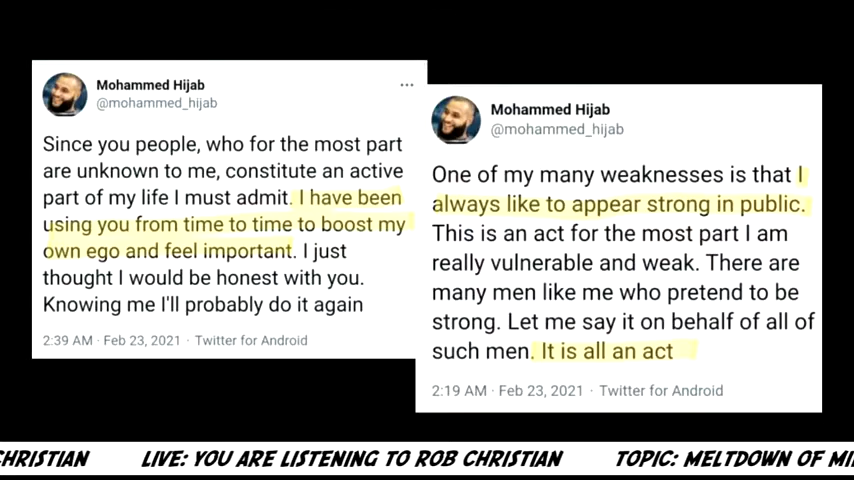 Mohammed Hijab
@mohammed_hijab
Since you people, who for the most part
are unknown to me, constitute an active
part of my life I must admit. I have been
using you from time to time to boost my
own ego and feel important. I just
thought I would be honest with you.
Knowing me I'll probably do it again
2:39 AM · Feb 23, 2021 · Twitter for Android
Mohammed Hijab
@mohammed_hijab
One of my many weaknesses is that I
always like to appear strong in public.
This is an act for the most part I am
really vulnerable and weak. There are
many men like me who pretend to be
strong. Let me say it on behalf of all of
such men. It is all an act
2:19 AM · Feb 23, 2021 · Twitter for Android
CHRISTIAN LIVE: YOU ARE LISTENING TO ROB CHRISTIAN TOPIC: MELTDOWN OF